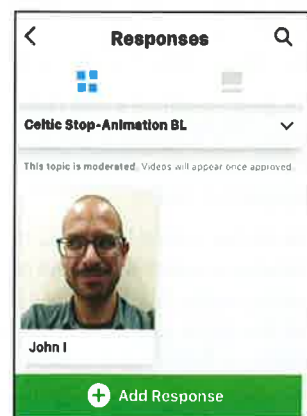 Responses
Celtic Stop-Animation BL
This topic is moderated. Videos will appear once approved.
John I
Add Response